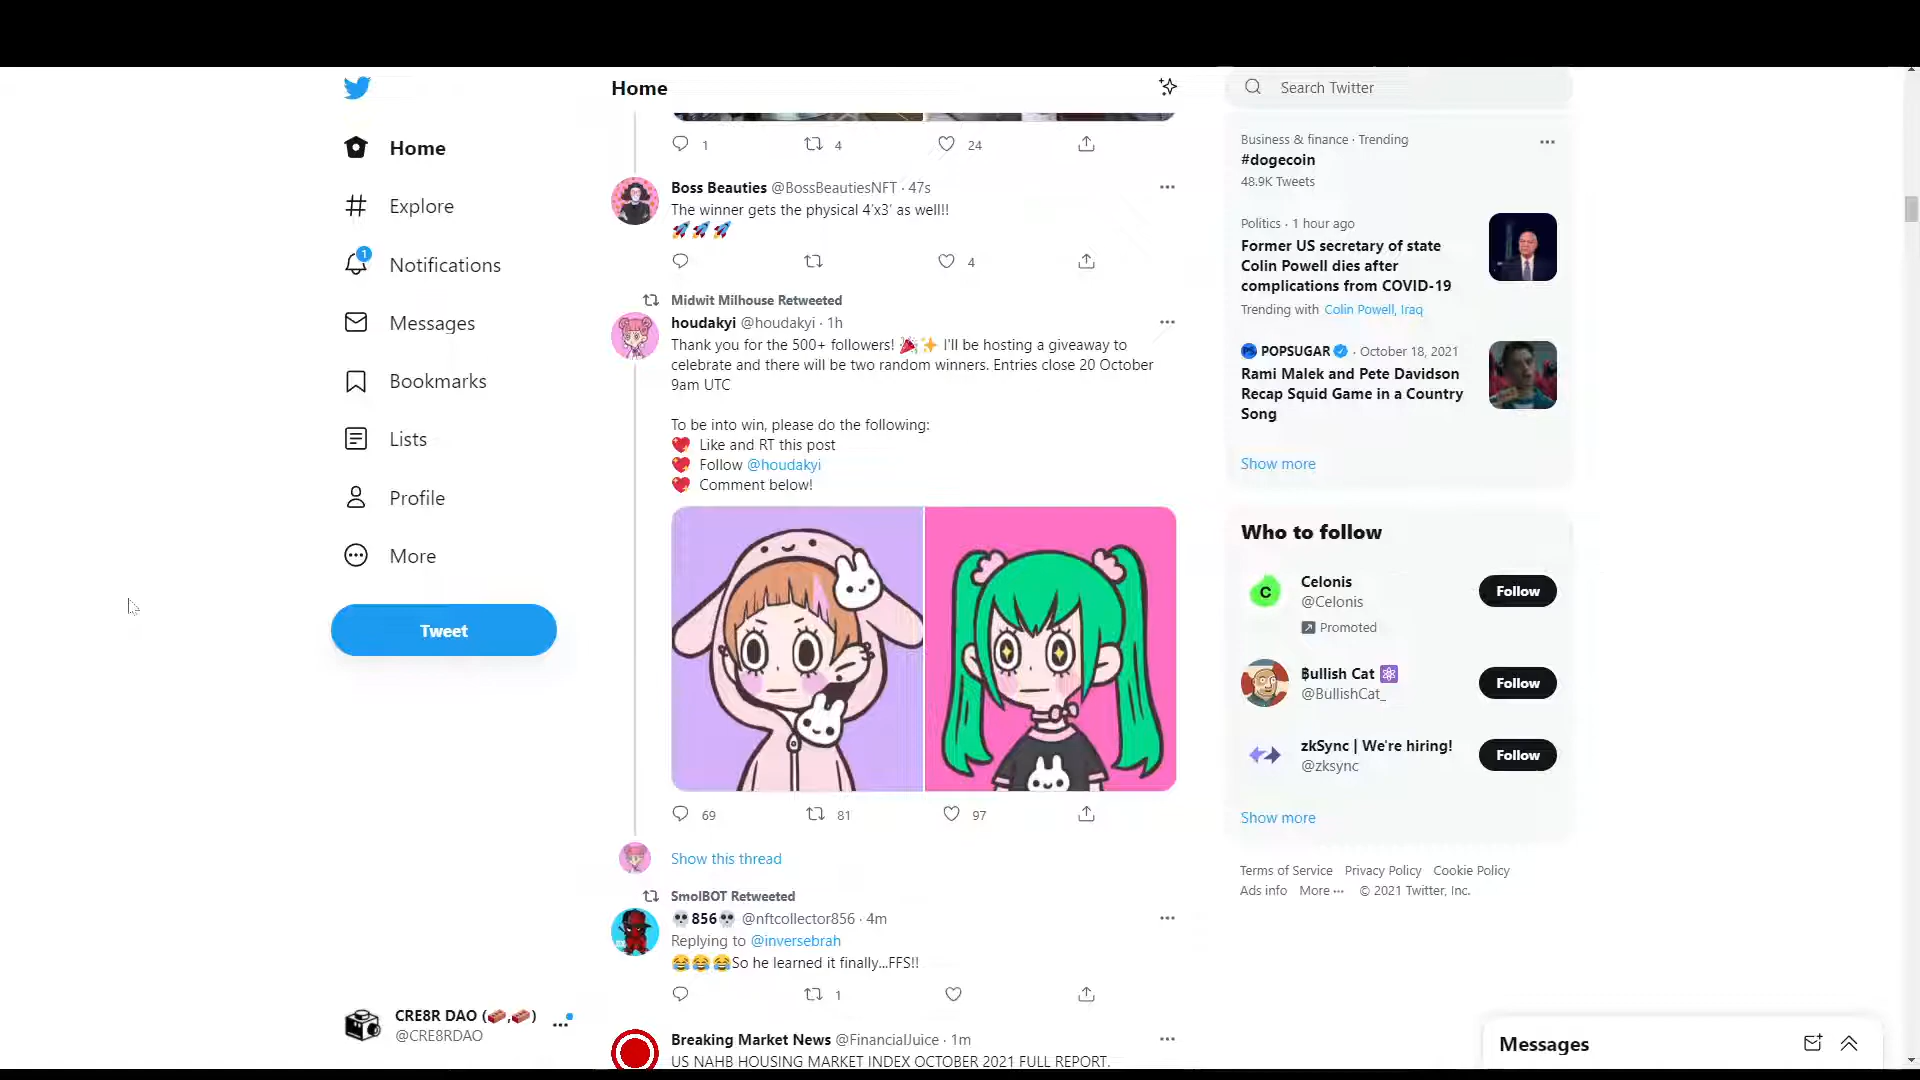 Home
Explore
1
Notifications
Messages
Bookmarks
Lists
Profile
More
Tweet
CRE8R DAO (🧱,🧱)
@CRE8RDAO
Home
1 4 24
Boss Beauties @BossBeautiesNFT · 47s
The winner gets the physical 4'x3' as well!!
🚀🚀🚀
4
Midwit Milhouse Retweeted
houdakyi @houdakyi · 1h
Thank you for the 500+ followers! 🎉✨ I'll be hosting a giveaway to
celebrate and there will be two random winners. Entries close 20 October
9am UTC
To be into win, please do the following:
💖 Like and RT this post
💖 Follow @houdakyi
💖 Comment below!
69 81 97
Show this thread
SmolBOT Retweeted
💀856💀 @nftcollector856 · 4m
Replying to @inversebrah
😂😂😂So he learned it finally...FFS!!
1
Breaking Market News @FinancialJuice · 1m
US NAHB HOUSING MARKET INDEX OCTOBER 2021 FULL REPORT.
Search Twitter
Business & finance · Trending
#dogecoin
48.9K Tweets
Politics · 1 hour ago
Former US secretary of state
Colin Powell dies after
complications from COVID-19
Trending with Colin Powell, Iraq
POPSUGAR · October 18, 2021
Rami Malek and Pete Davidson
Recap Squid Game in a Country
Song
Show more
Who to follow
C
Celonis
@Celonis
Promoted
Follow
₿ullish Cat ⚛
@BullishCat_
Follow
zkSync | We're hiring!
@zksync
Follow
Show more
Terms of Service Privacy Policy Cookie Policy
Ads info More ··· © 2021 Twitter, Inc.
Messages